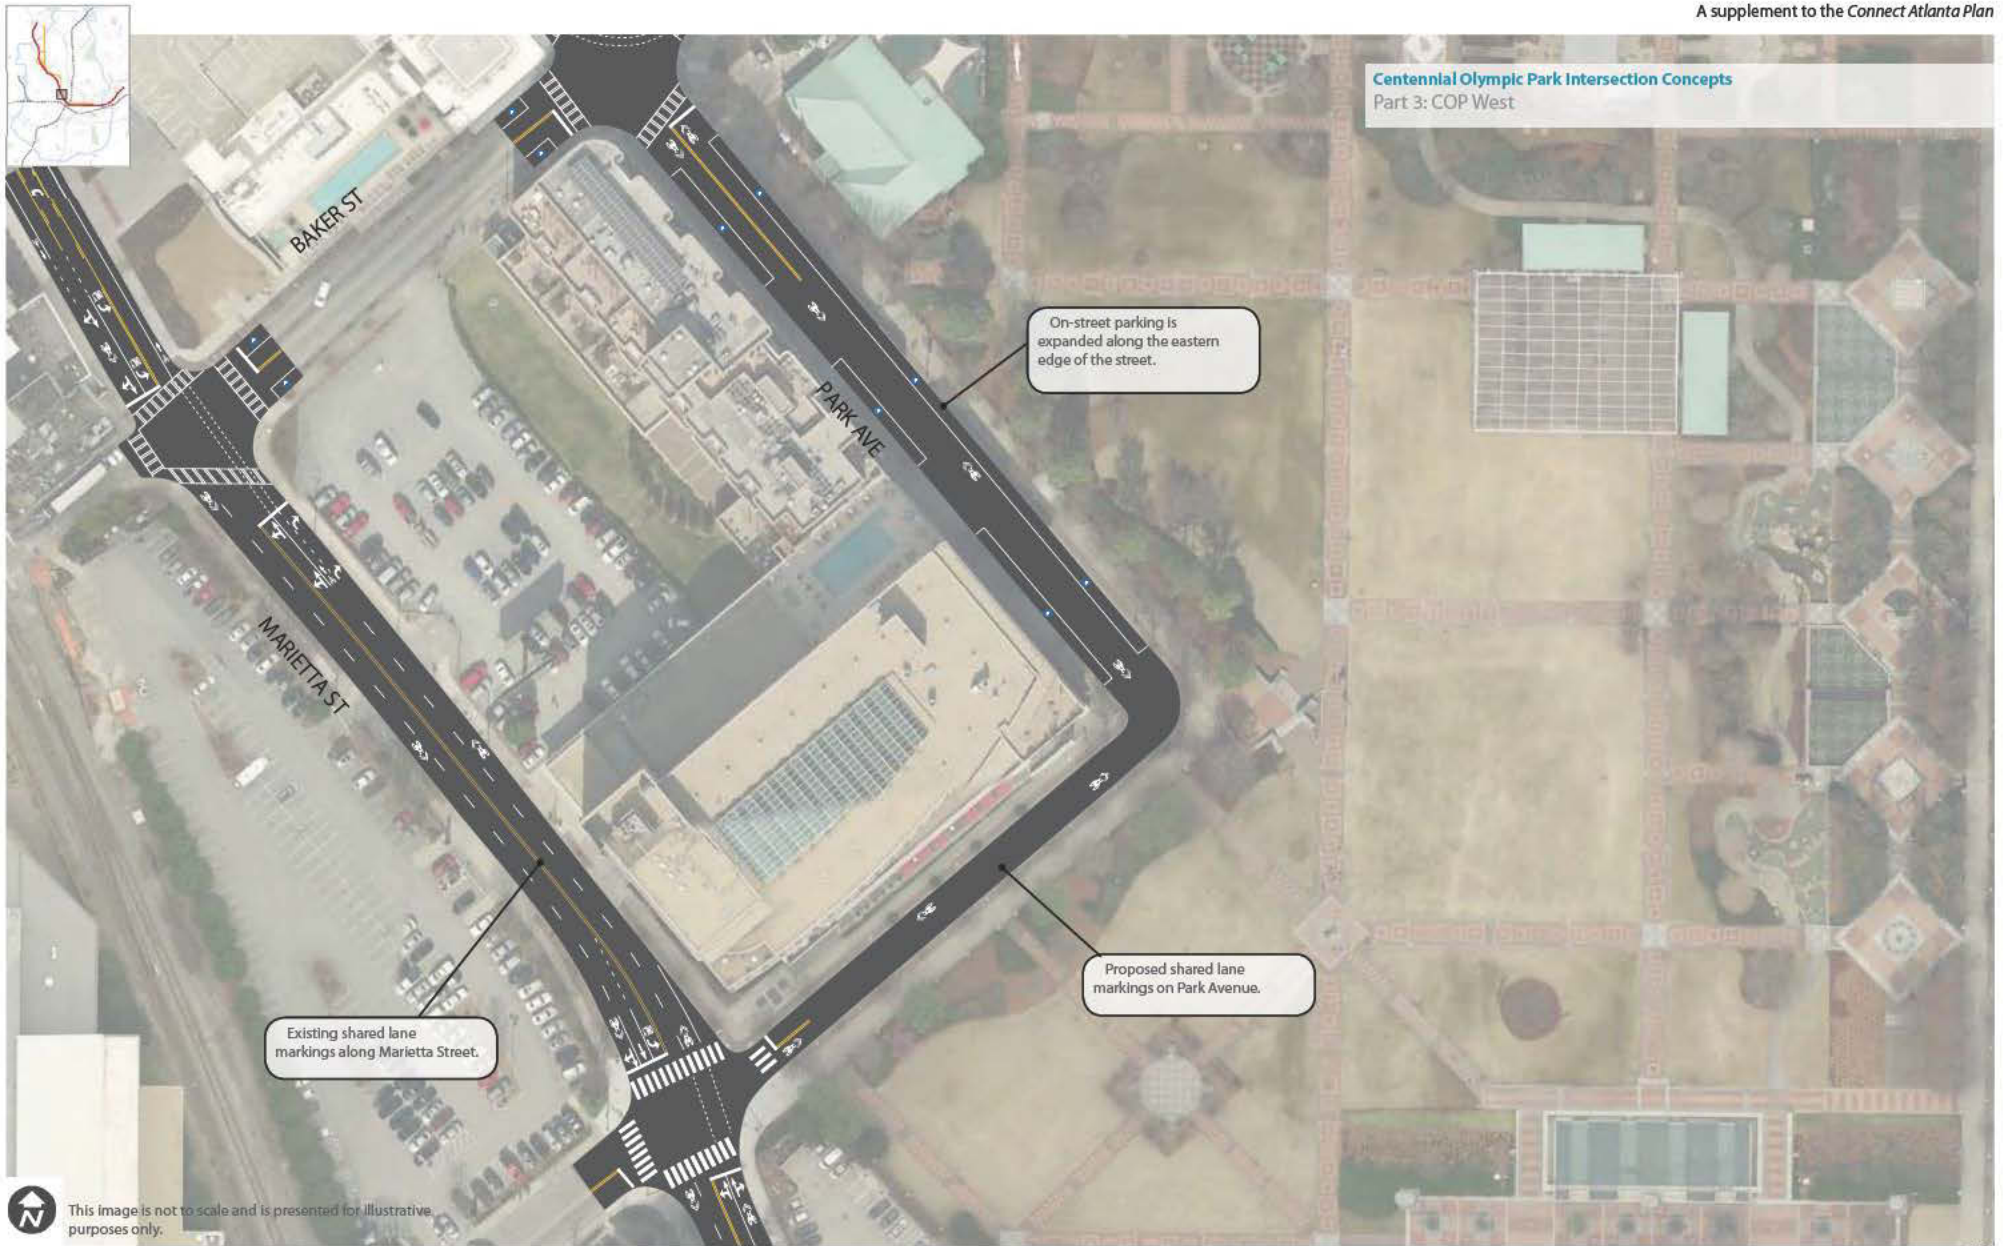 A supplement to the Connect Atlanta Plan
Centennial Olympic Park Intersection Concepts
Part 3: COP West
BAKER ST
On-street parking is
expanded along the eastern
edge of the street.
PARK AVE
MARIETTA ST
Proposed shared lane
markings on Park Avenue.
Existing shared lane
markings along Marietta Street.
N
This image is not to scale and is presented for illustrative
purposes only.